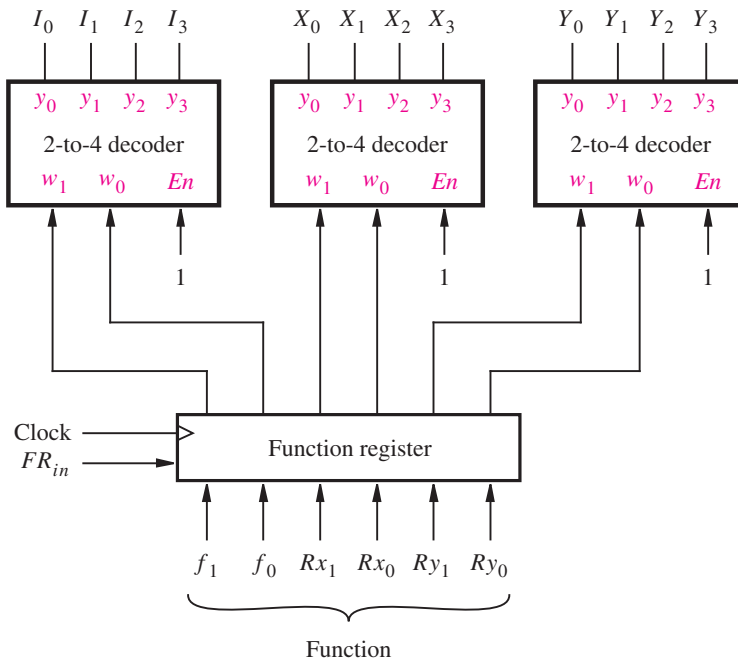 I₀ I₁ I₂ I₃ X₀ X₁ X₂ X₃ Y₀ Y₁ Y₂ Y₃
y₀ y₁ y₂ y₃ y₀ y₁ y₂ y₃ y₀ y₁ y₂ y₃
2-to-4 decoder 2-to-4 decoder 2-to-4 decoder
w₁ w₀ En w₁ w₀ En w₁ w₀ En
1 1 1
Clock
Function register
FRᵢₙ
f₁ f₀ Rx₁ Rx₀ Ry₁ Ry₀
Function